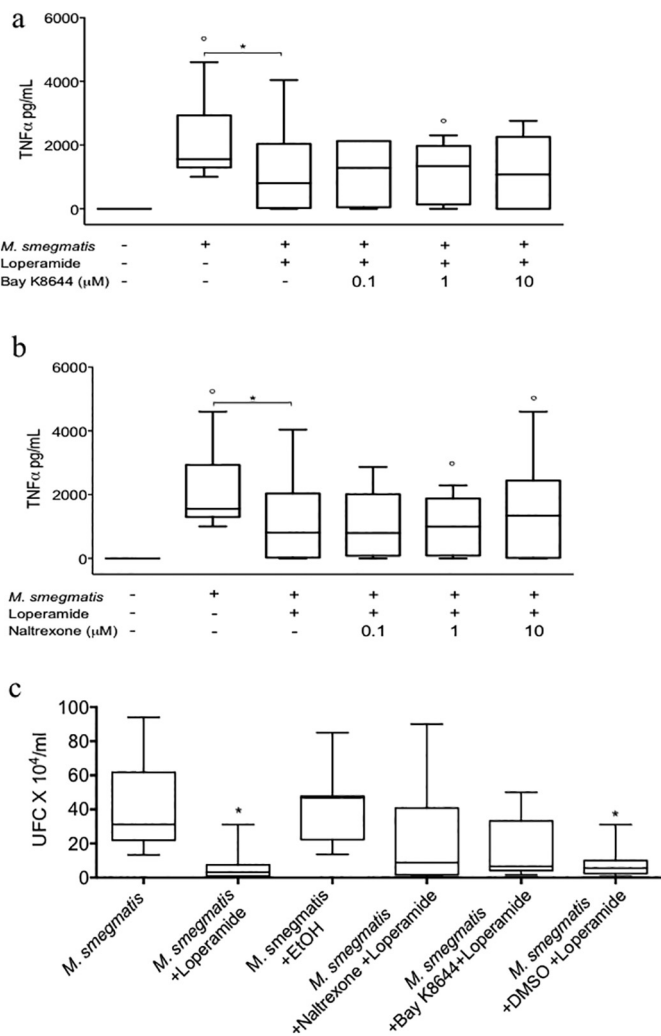 a
6000
4000
2000
0
TNFα pg/mL
*
M. smegmatis - + + + + +
Loperamide - - + + + +
Bay K8644 (μM) - - - 0.1 1 10
b
6000
4000
2000
0
TNFα pg/mL
*
M. smegmatis - + + + + +
Loperamide - - + + + +
Naltrexone (μM) - - - 0.1 1 10
c
100
80
60
40
20
0
UFC X 10⁴/ml
*
*
M. smegmatis
M. smegmatis
+Loperamide
M. smegmatis
+EtOH
M. smegmatis
+Naltrexone +Loperamide
M. smegmatis
+Bay K8644+Loperamide
M. smegmatis
+DMSO +Loperamide